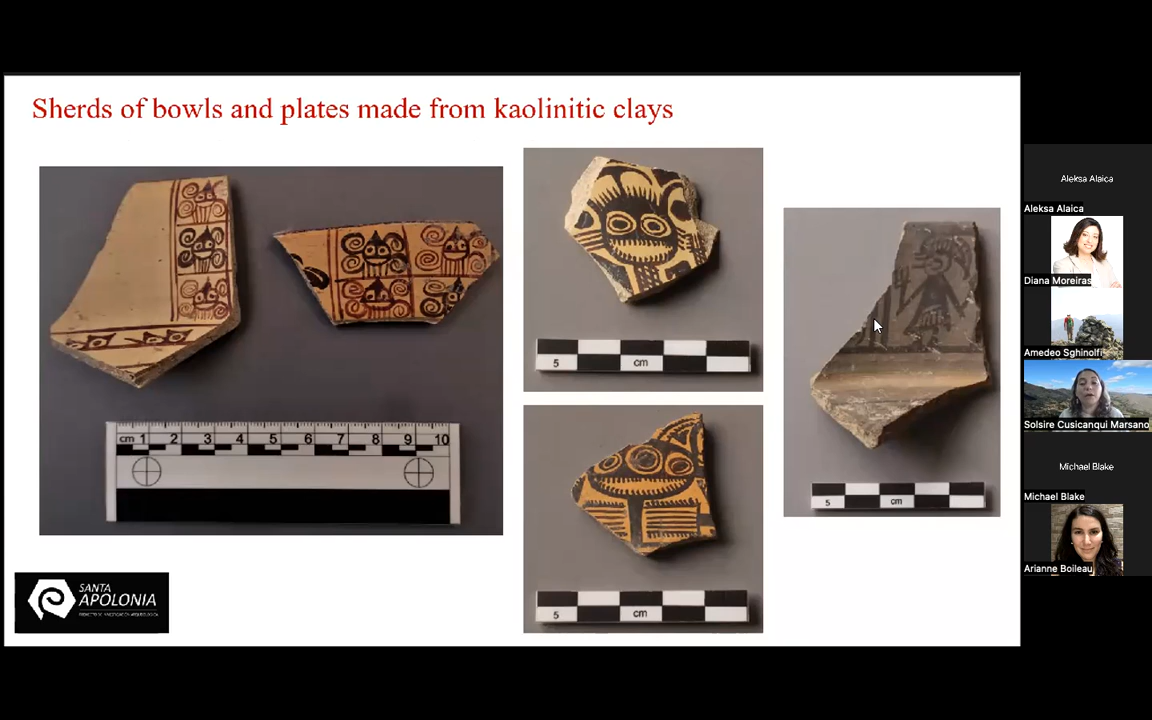 Sherds of bowls and plates made from kaolinitic clays
cm 1 2 3 4 5 6 7 8 9 10
5 cm
5 cm
5 cm
SANTA
APOLONIA
Aleksa Alaica
Aleksa Alaica
Diana Moreiras
Amedeo Sghinolfi
Solsire Cusicanqui Marsano
Michael Blake
Michael Blake
Arianne Boileau